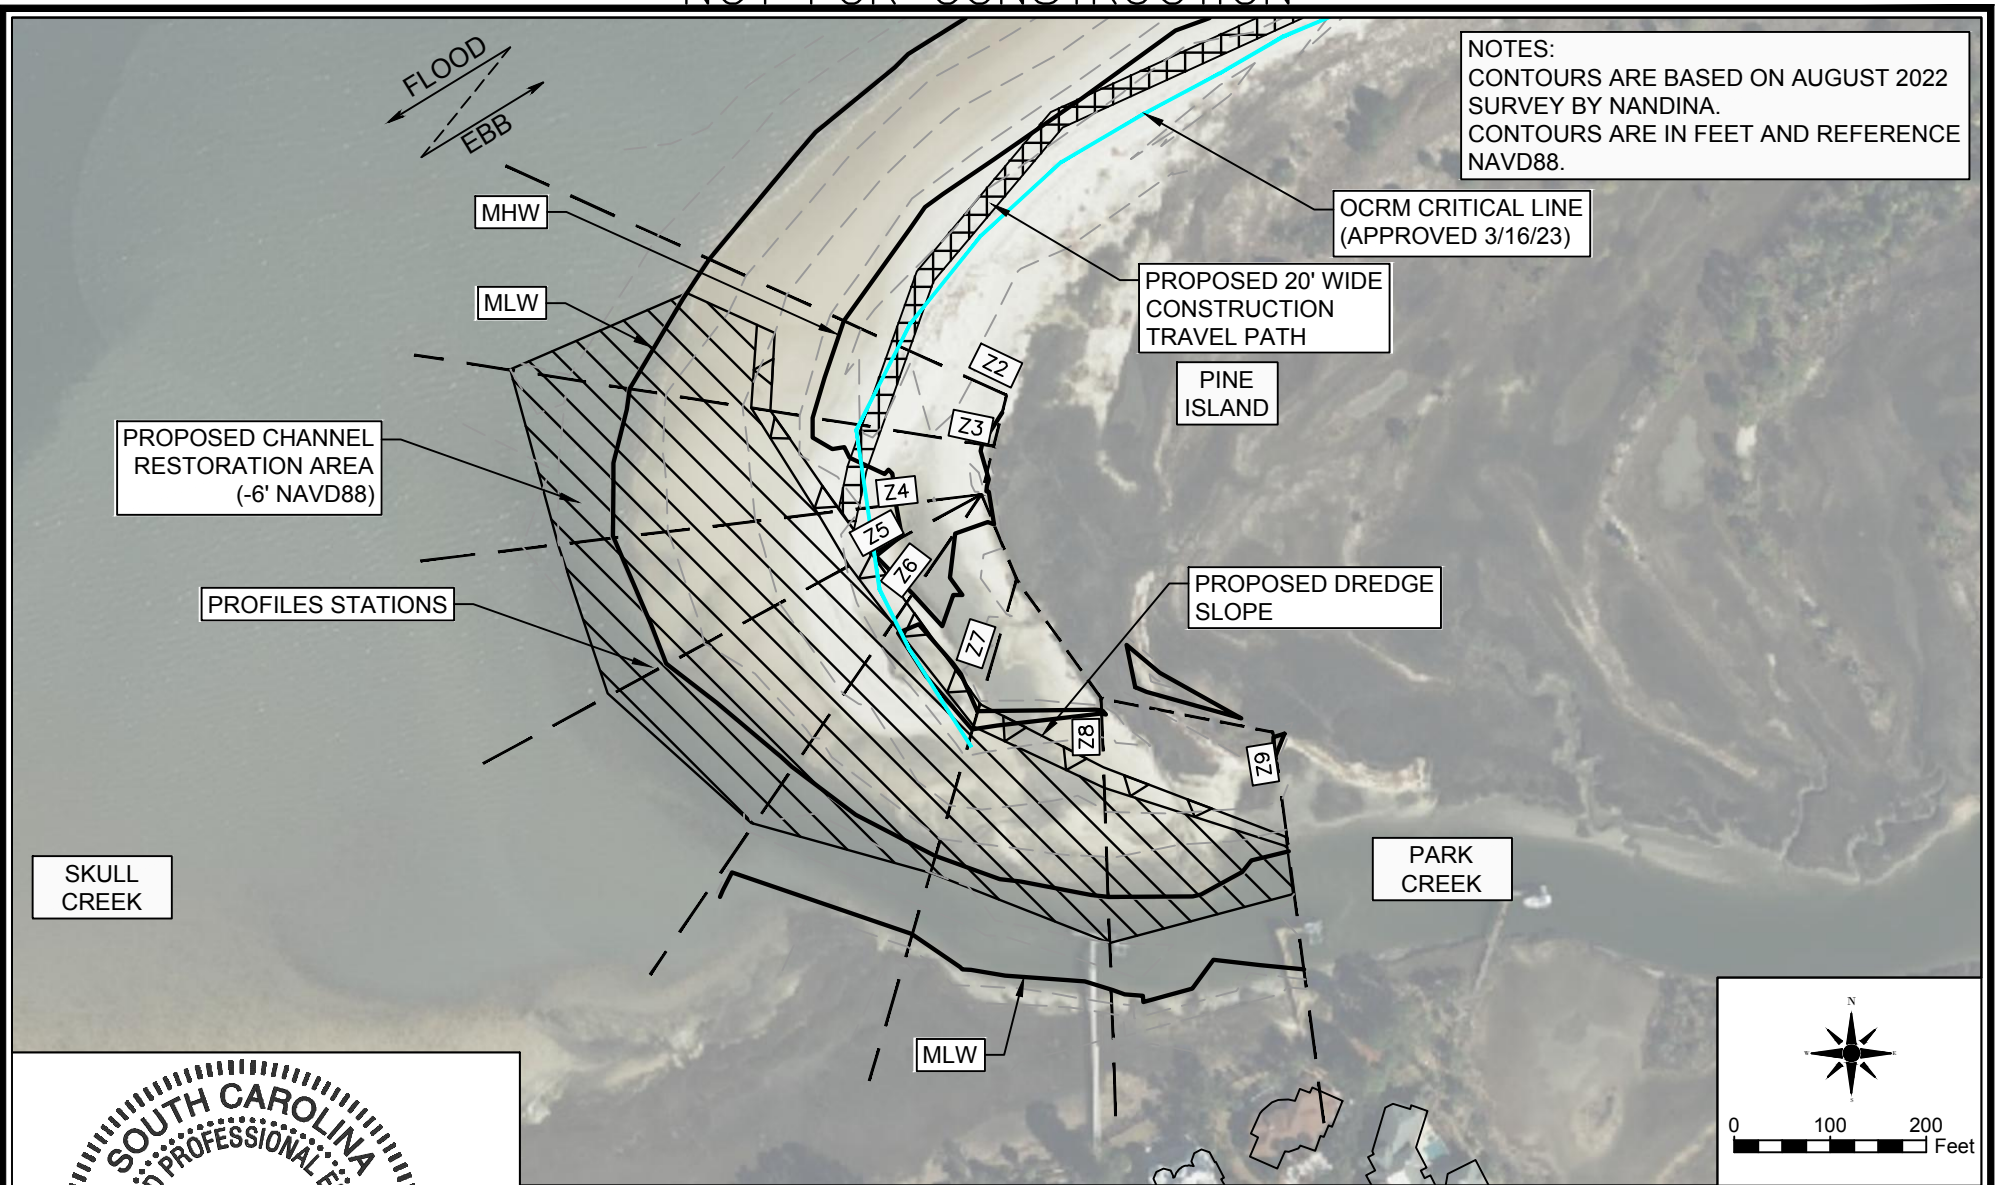 NOT FOR CONSTRUCTION
FLOOD
EBB
NOTES:
CONTOURS ARE BASED ON AUGUST 2022
SURVEY BY NANDINA.
CONTOURS ARE IN FEET AND REFERENCE
NAVD88.
MHW
OCRM CRITICAL LINE
(APPROVED 3/16/23)
MLW
PROPOSED 20' WIDE
CONSTRUCTION
TRAVEL PATH
Z2
PINE
ISLAND
Z3
PROPOSED CHANNEL
RESTORATION AREA
(-6' NAVD88)
Z4
Z5
Z6
PROFILES STATIONS
PROPOSED DREDGE
SLOPE
Z7
Z8
Z9
SKULL
CREEK
PARK
CREEK
MLW
N
W
E
S
0 100 200
Feet
SOUTH CAROLINA
PROFESSIONAL